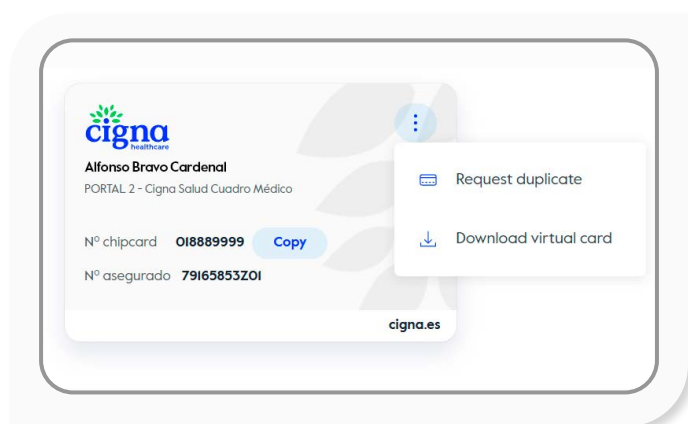 cigna
healthcare
Alfonso Bravo Cardenal
PORTAL 2 - Cigna Salud Cuadro Médico
Nº chipcard 018889999 Copy
Nº asegurado 79165853Z01
cigna.es
Request duplicate
Download virtual card